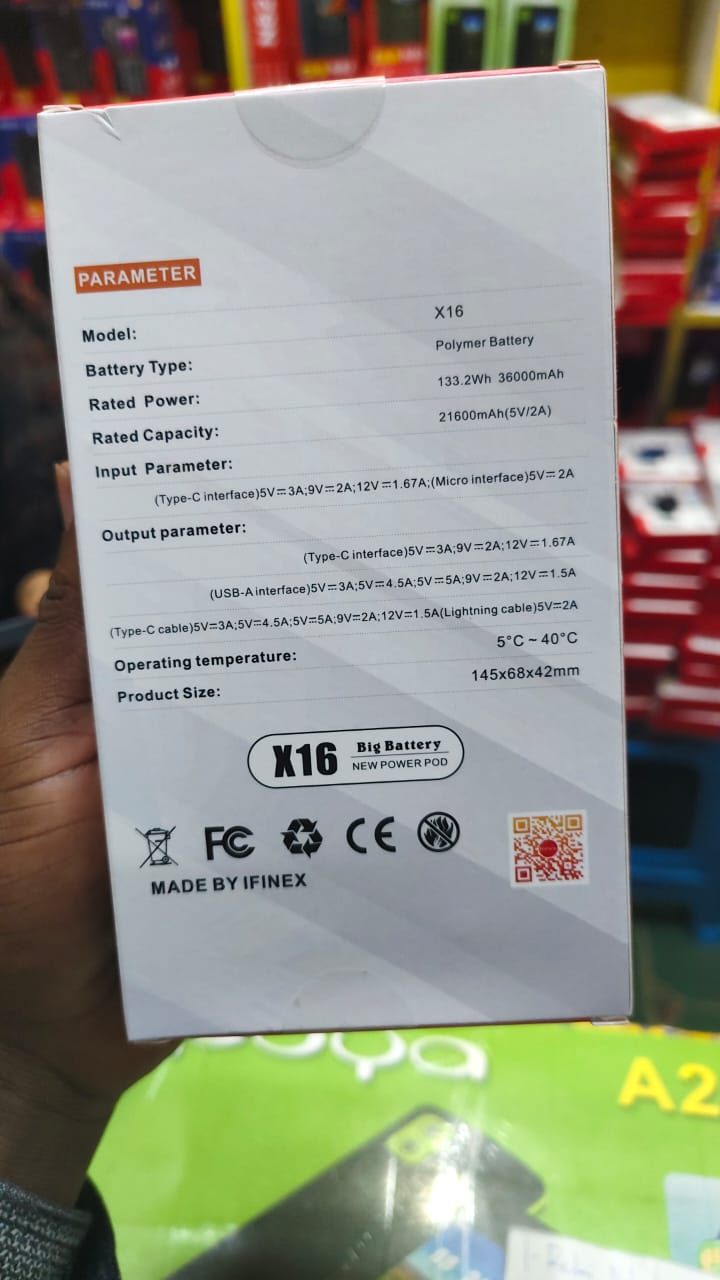 PARAMETER
Model: X16
Battery Type: Polymer Battery
Rated Power: 133.2Wh 36000mAh
Rated Capacity: 21600mAh(5V/2A)
Input Parameter:
(Type-C interface)5V⎓3A;9V⎓2A;12V⎓1.67A;(Micro interface)5V⎓2A
Output parameter:
(Type-C interface)5V⎓3A;9V⎓2A;12V⎓1.67A
(USB-A interface)5V⎓3A;5V⎓4.5A;5V⎓5A;9V⎓2A;12V⎓1.5A
(Type-C cable)5V⎓3A;5V⎓4.5A;5V⎓5A;9V⎓2A;12V⎓1.5A(Lightning cable)5V⎓2A
Operating temperature: 5°C ~ 40°C
Product Size: 145x68x42mm
X16 Big Battery
NEW POWER POD
FC CE
MADE BY IFINEX
A2